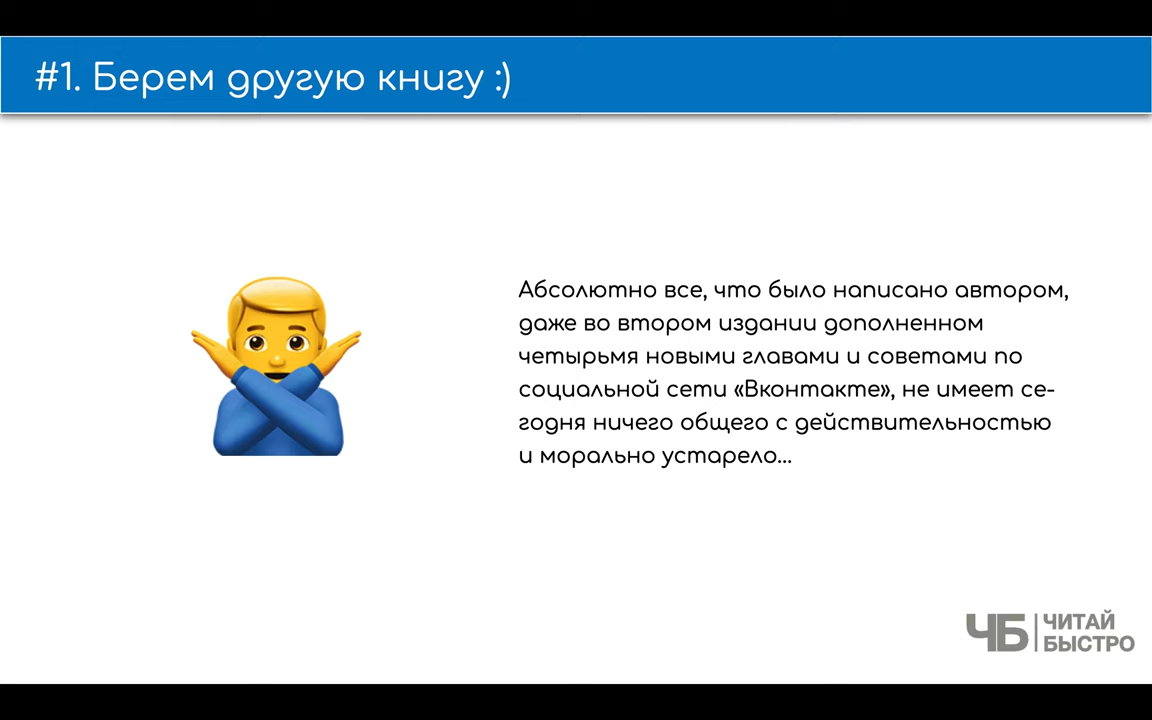 #1. Берем другую книгу :)
Абсолютно все, что было написано автором,
даже во втором издании дополненном
четырьмя новыми главами и советами по
социальной сети «Вконтакте», не имеет се-
годня ничего общего с действительностью
и морально устарело...
ЧБ
ЧИТАЙ
БЫСТРО